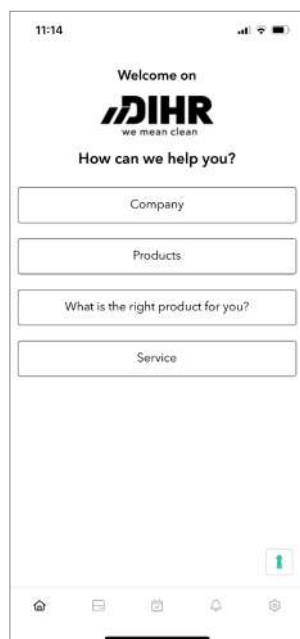 11:14
Welcome on
DIHR
we mean clean
How can we help you?
Company
Products
What is the right product for you?
Service